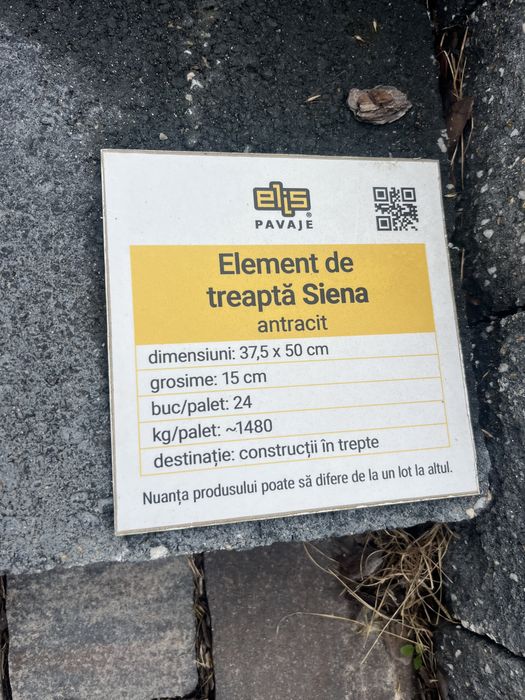 elis
PAVAJE ®
Element de
treaptă Siena
antracit
dimensiuni: 37,5 x 50 cm
grosime: 15 cm
buc/palet: 24
kg/palet: ~1480
destinație: construcții în trepte
Nuanța produsului poate să difere de la un lot la altul.